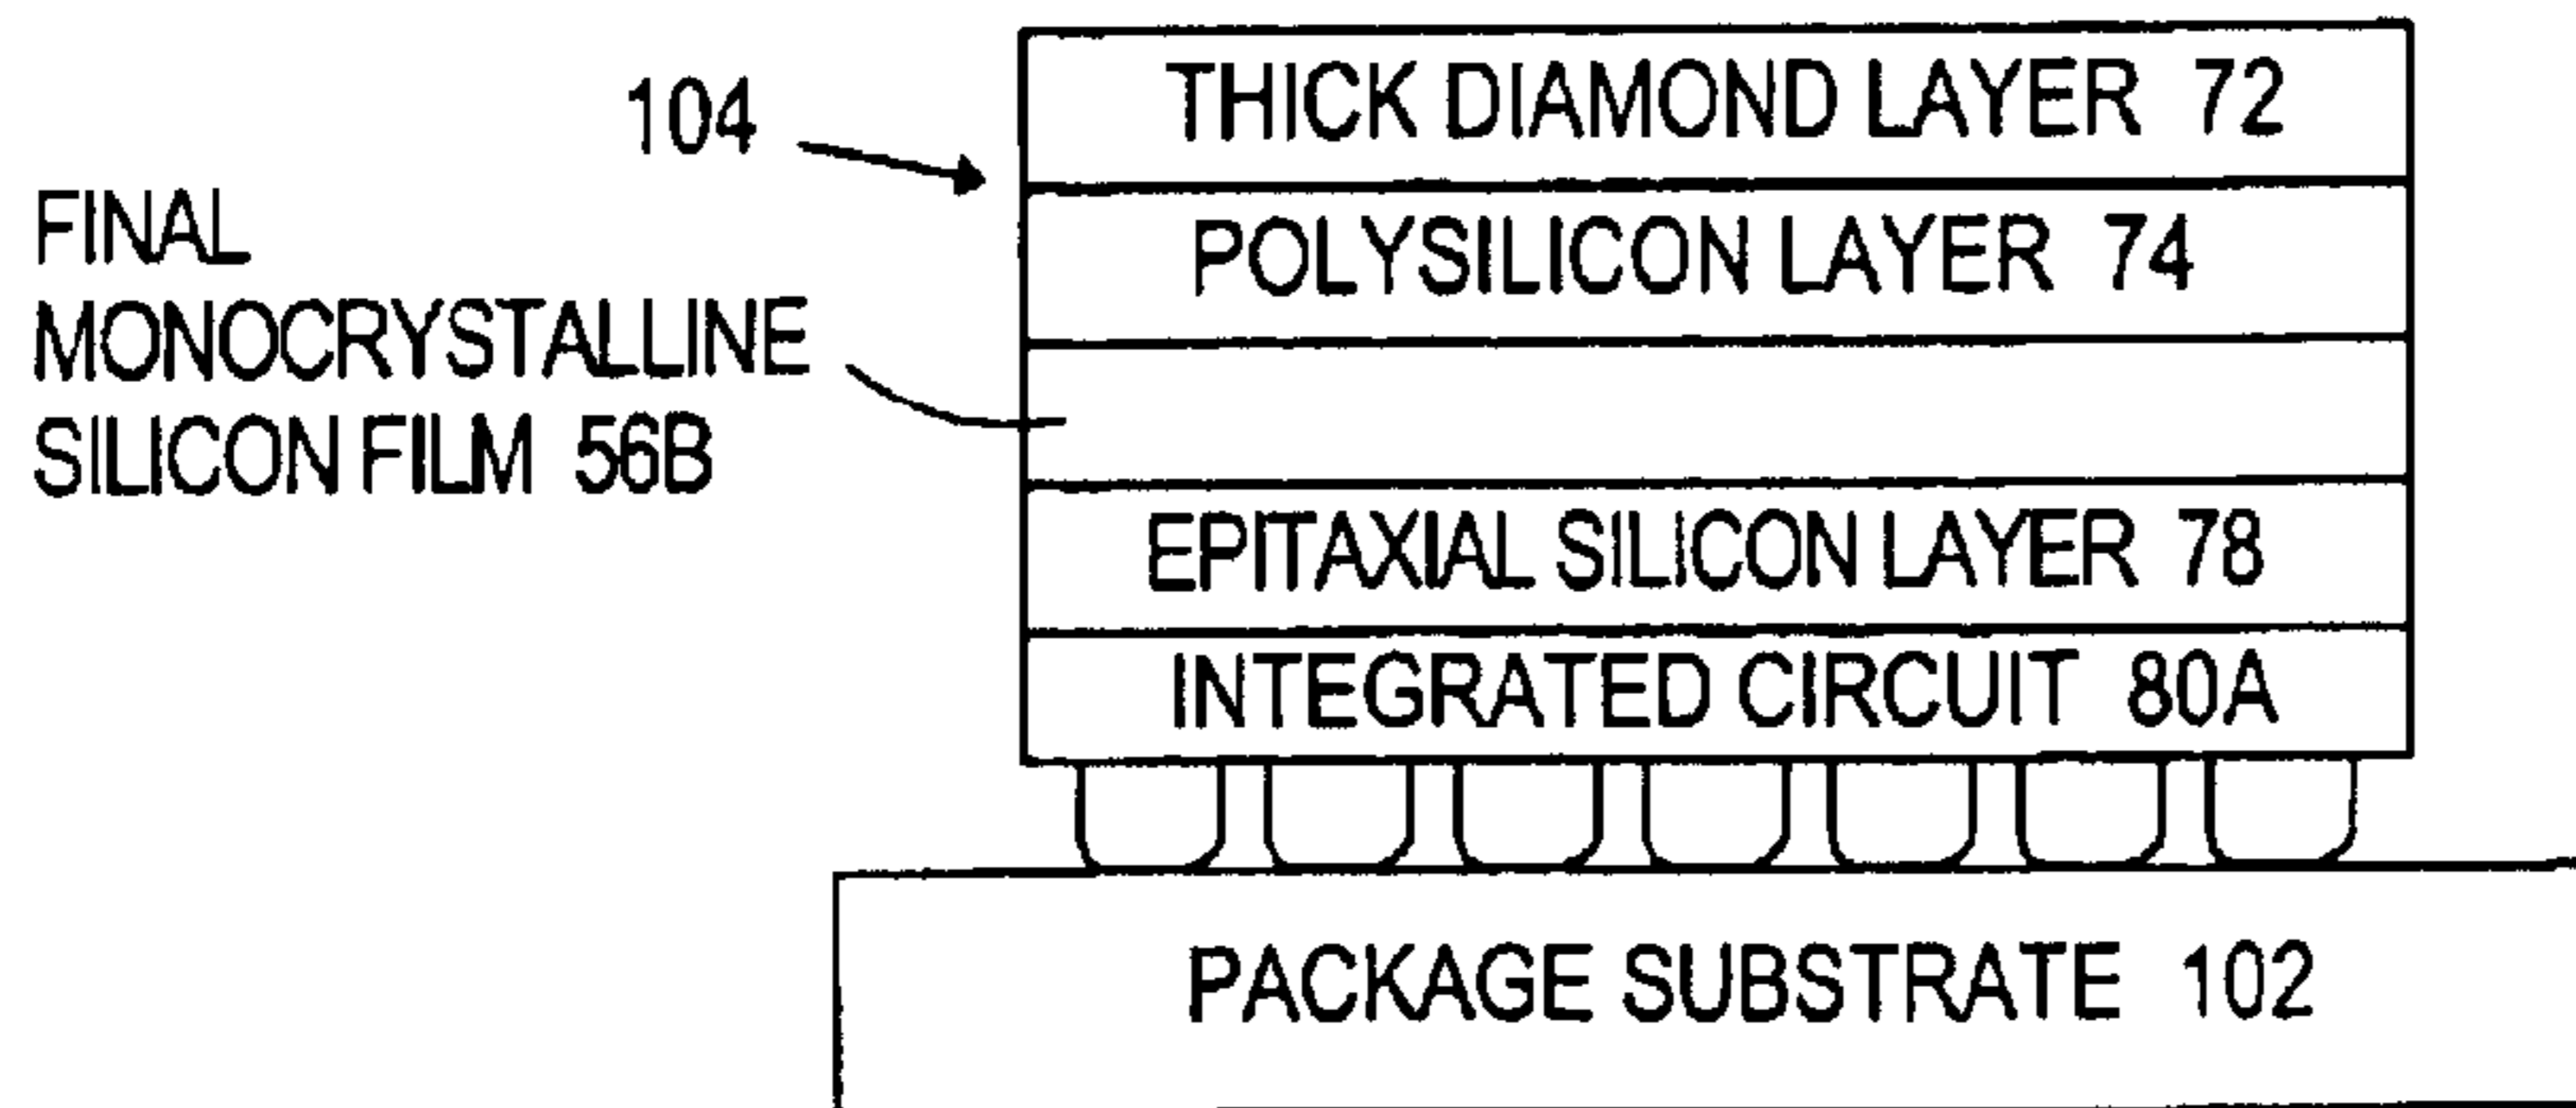 THICK DIAMOND LAYER 72
104
POLYSILICON LAYER 74
FINAL
MONOCRYSTALLINE
SILICON FILM 56B
EPITAXIAL SILICON LAYER 78
INTEGRATED CIRCUIT 80A
PACKAGE SUBSTRATE 102